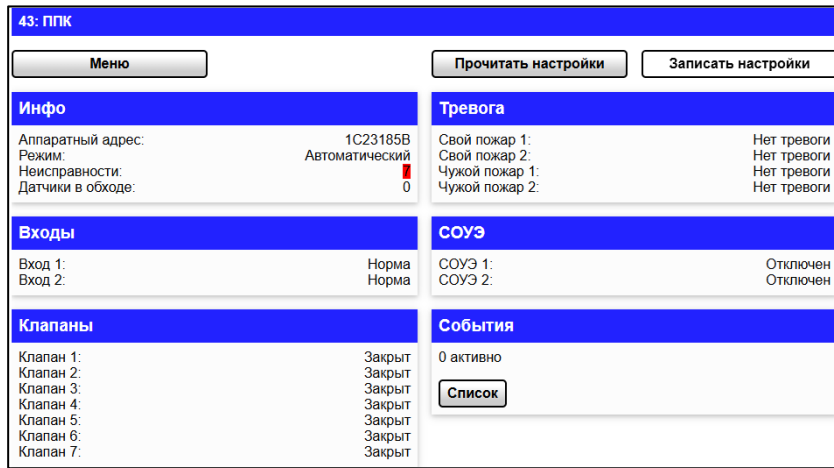 43: ППК
Меню
Прочитать настройки
Записать настройки
Инфо
Аппаратный адрес: 1C23185B
Режим: Автоматический
Неисправности: 7
Датчики в обходе: 0
Тревога
Свой пожар 1: Нет тревоги
Свой пожар 2: Нет тревоги
Чужой пожар 1: Нет тревоги
Чужой пожар 2: Нет тревоги
Входы
Вход 1: Норма
Вход 2: Норма
СОУЭ
СОУЭ 1: Отключен
СОУЭ 2: Отключен
Клапаны
Клапан 1: Закрыт
Клапан 2: Закрыт
Клапан 3: Закрыт
Клапан 4: Закрыт
Клапан 5: Закрыт
Клапан 6: Закрыт
Клапан 7: Закрыт
События
0 активно
Список